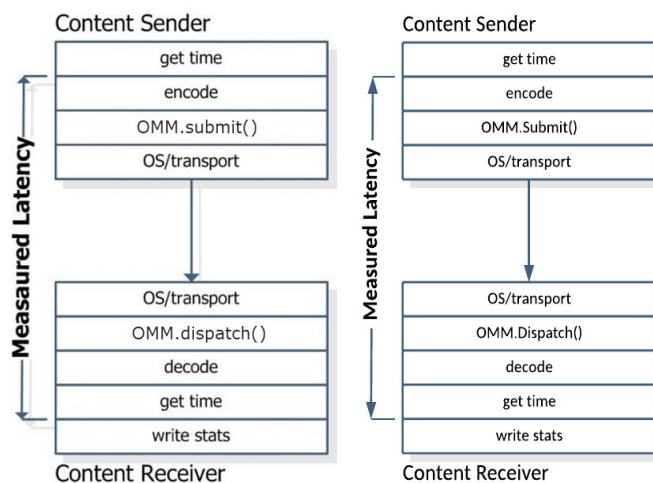 Content Sender
get time
encode
OMM.submit()
OS/transport
Measaured Latency
OS/transport
OMM.dispatch()
decode
get time
write stats
Content Receiver
Content Sender
get time
encode
OMM.Submit()
OS/transport
Measured Latency
OS/transport
OMM.Dispatch()
decode
get time
write stats
Content Receiver